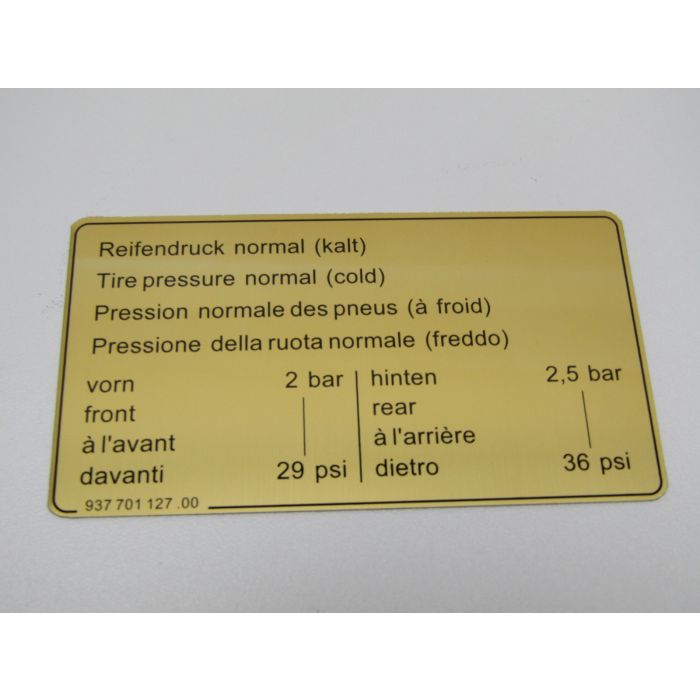 Reifendruck normal (kalt)
Tire pressure normal (cold)
Pression normale des pneus (à froid)
Pressione della ruota normale (freddo)
vorn 2 bar hinten 2,5 bar
front rear
à l'avant à l'arrière
davanti 29 psi dietro 36 psi
937 701 127 .00